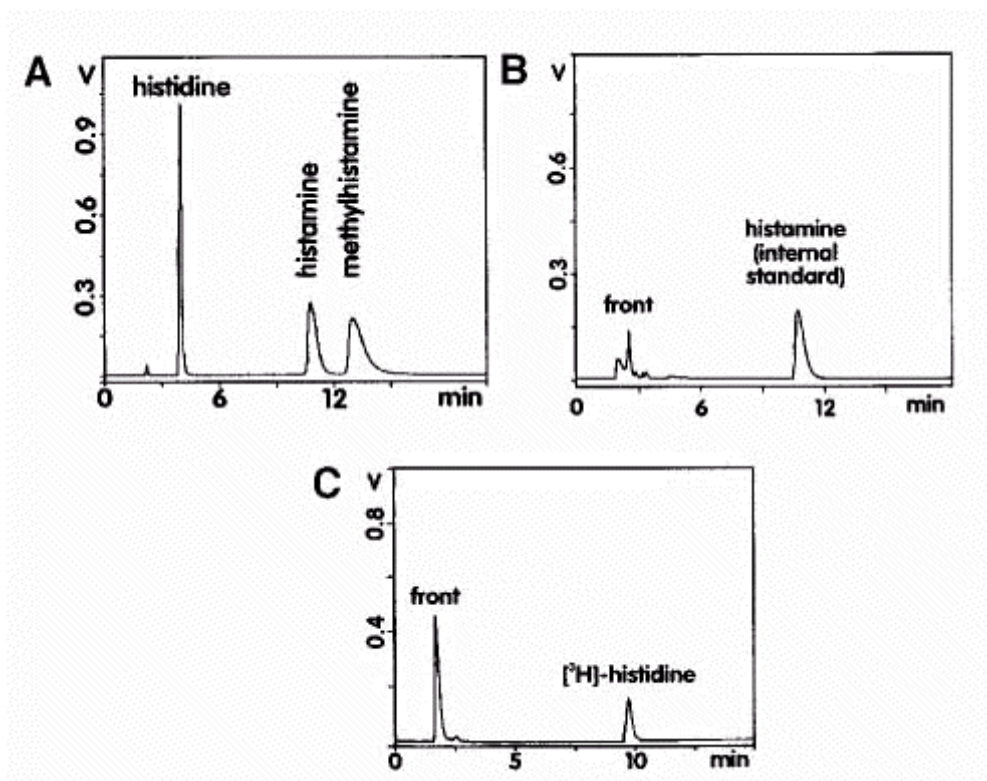 A
V
histidine
histamine
methylhistamine
0.9
0.6
0.3
0
6
12
min
B
V
0.6
0.3
front
histamine
(internal
standard)
0
6
12
min
C
V
0.8
0.4
front
[³H]-histidine
0
5
10
min